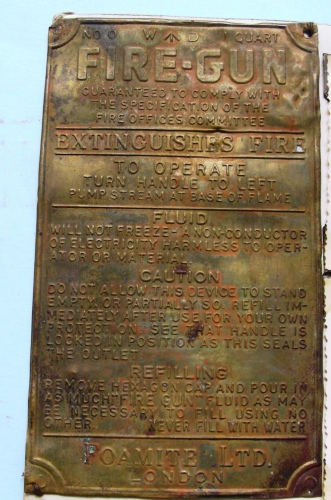 NO 0 W D 1 QUART
FIRE-GUN
GUARANTEED TO COMPLY WITH
THE SPECIFICATION OF THE
FIRE OFFICES COMMITTEE
EXTINGUISHES FIRE
TO OPERATE
TURN HANDLE TO LEFT
PUMP STREAM AT BASE OF FLAME
FLUID
WILL NOT FREEZE - A NON-CONDUCTOR
OF ELECTRICITY HARMLESS TO OPER-
ATOR OR MATERIAL
CAUTION
DO NOT ALLOW THIS DEVICE TO STAND
EMPTY OR PARTIALLY SO REFILL IM-
MEDIATELY AFTER USE FOR YOUR OWN
PROTECTION. SEE THAT HANDLE IS
LOCKED IN POSITION AS THIS SEALS
THE OUTLET
REFILLING
REMOVE HEXAGON CAP AND POUR IN
AS MUCH "FIRE GUN" FLUID AS MAY
BE NECESSARY TO FILL USING NO
OTHER. NEVER FILL WITH WATER
FOAMITE LTD.
LONDON